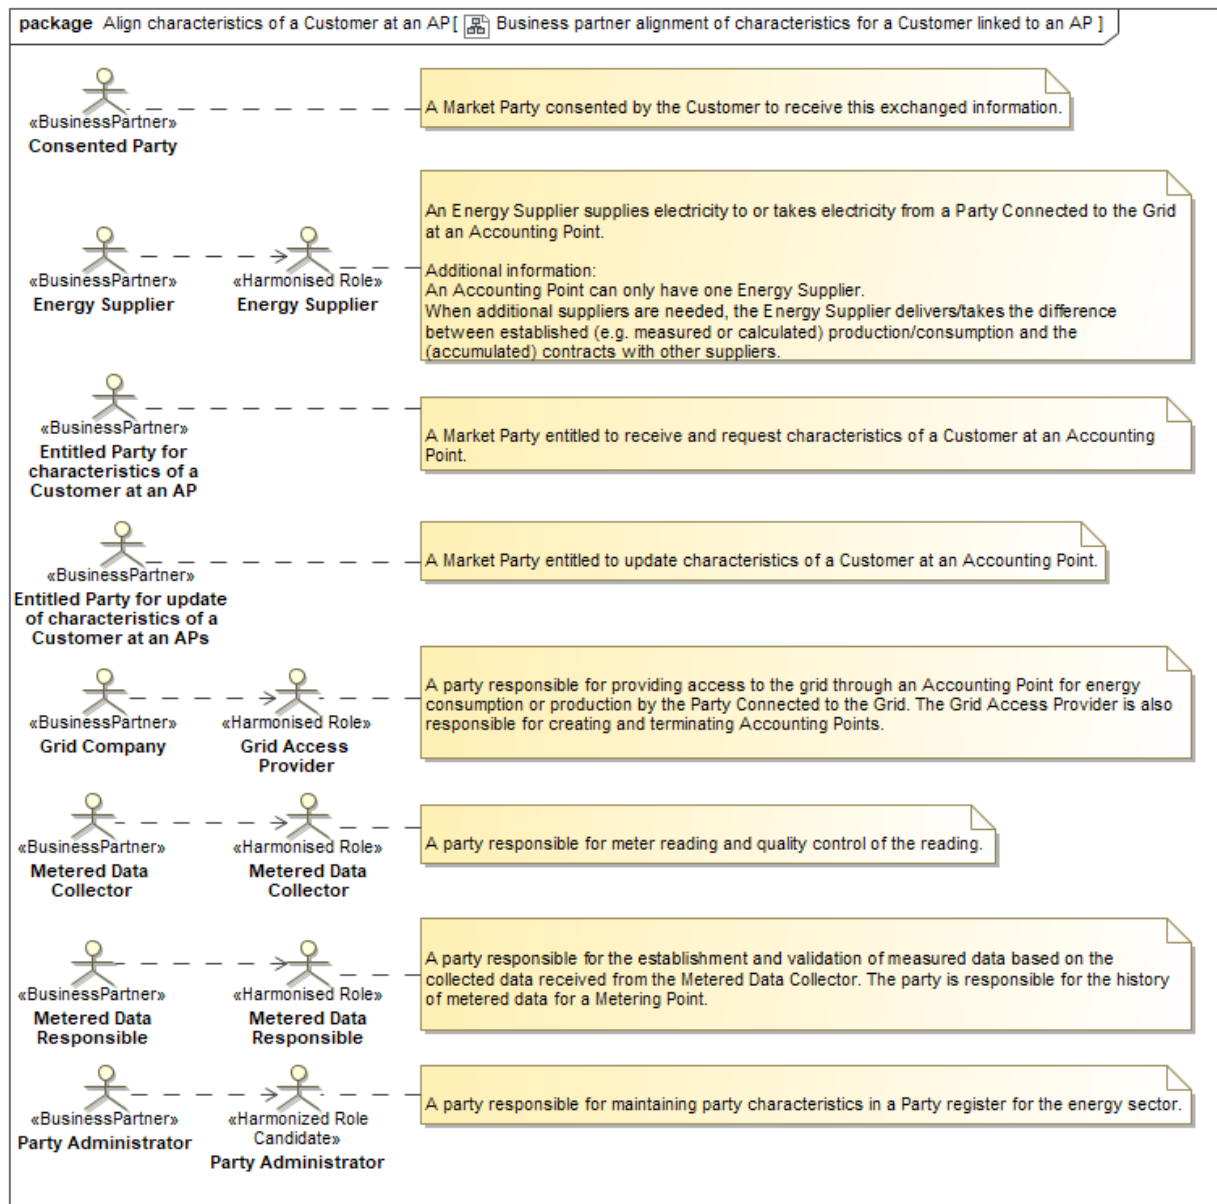 package Align characteristics of a Customer at an AP[ Business partner alignment of characteristics for a Customer linked to an AP ]
«BusinessPartner»
Consented Party
A Market Party consented by the Customer to receive this exchanged information.
«BusinessPartner»
Energy Supplier
«Harmonised Role»
Energy Supplier
An Energy Supplier supplies electricity to or takes electricity from a Party Connected to the Grid
at an Accounting Point.
Additional information:
An Accounting Point can only have one Energy Supplier.
When additional suppliers are needed, the Energy Supplier delivers/takes the difference
between established (e.g. measured or calculated) production/consumption and the
(accumulated) contracts with other suppliers.
«BusinessPartner»
Entitled Party for
characteristics of a
Customer at an AP
A Market Party entitled to receive and request characteristics of a Customer at an Accounting
Point.
«BusinessPartner»
Entitled Party for update
of characteristics of a
Customer at an APs
A Market Party entitled to update characteristics of a Customer at an Accounting Point.
«BusinessPartner»
Grid Company
«Harmonised Role»
Grid Access
Provider
A party responsible for providing access to the grid through an Accounting Point for energy
consumption or production by the Party Connected to the Grid. The Grid Access Provider is also
responsible for creating and terminating Accounting Points.
«BusinessPartner»
Metered Data
Collector
«Harmonised Role»
Metered Data
Collector
A party responsible for meter reading and quality control of the reading.
«BusinessPartner»
Metered Data
Responsible
«Harmonised Role»
Metered Data
Responsible
A party responsible for the establishment and validation of measured data based on the
collected data received from the Metered Data Collector. The party is responsible for the history
of metered data for a Metering Point.
«BusinessPartner»
Party Administrator
«Harmonized Role
Candidate»
Party Administrator
A party responsible for maintaining party characteristics in a Party register for the energy sector.